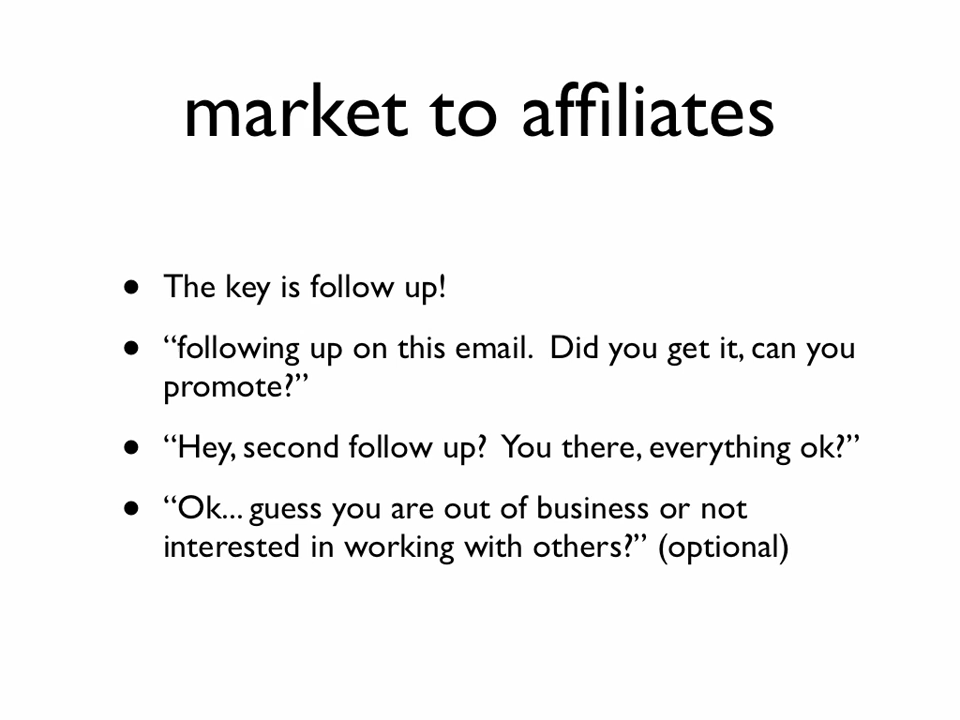 market to affiliates
• The key is follow up!
• “following up on this email.  Did you get it, can you
promote?”
• “Hey, second follow up?  You there, everything ok?”
• “Ok... guess you are out of business or not
interested in working with others?” (optional)